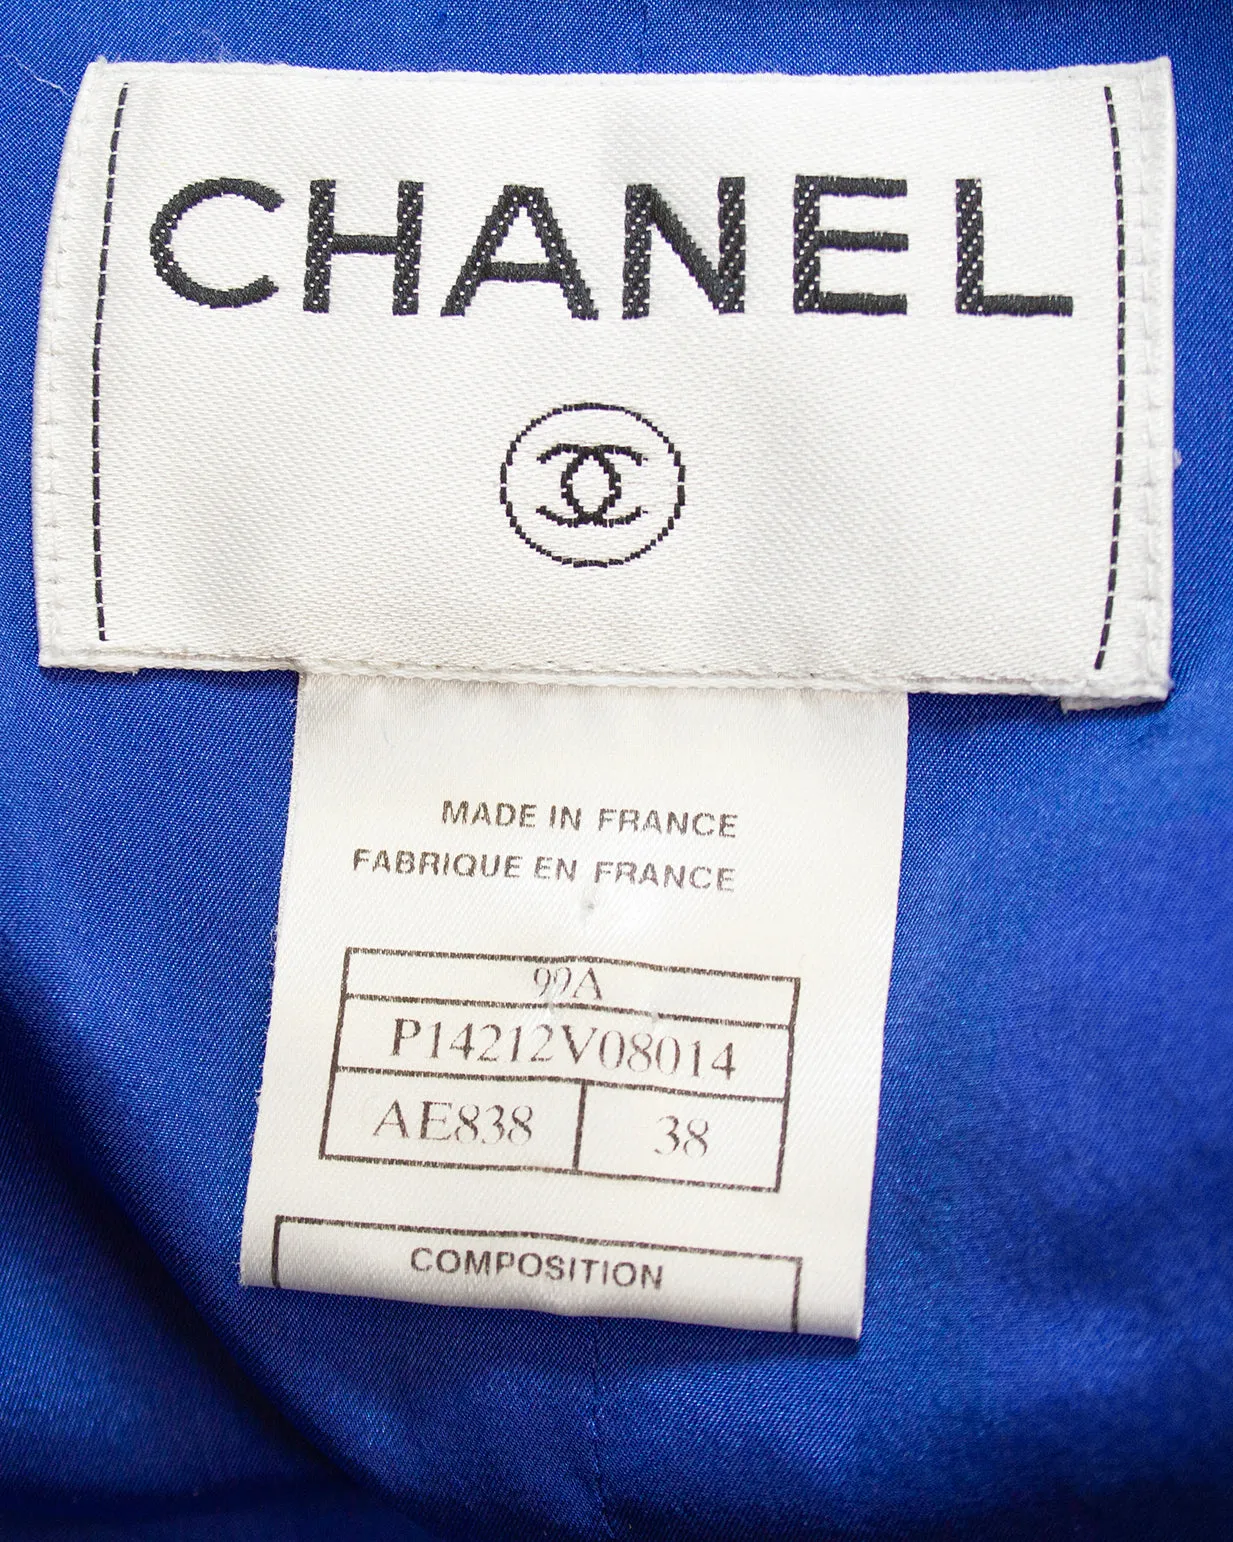 CHANEL
MADE IN FRANCE
FABRIQUE EN FRANCE
99A
P14212V08014
AE838 38
COMPOSITION